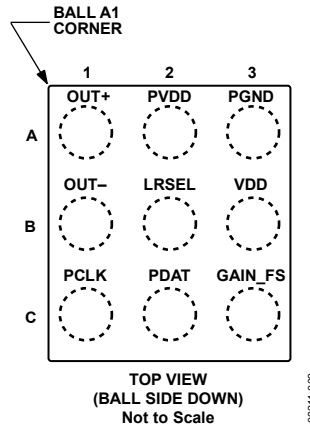 BALL A1
CORNER
1 2 3
OUT+ PVDD PGND
A
OUT– LRSEL VDD
B
PCLK PDAT GAIN_FS
C
TOP VIEW
(BALL SIDE DOWN)
Not to Scale